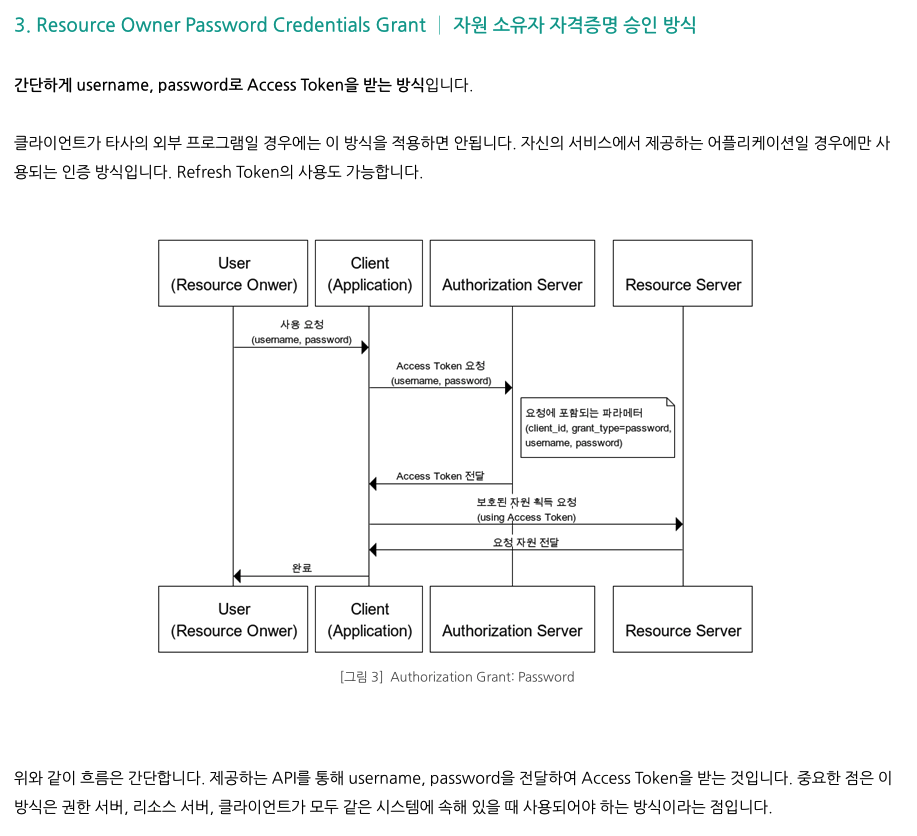 3. Resource Owner Password Credentials Grant │ 자원 소유자 자격증명 승인 방식
간단하게 username, password로 Access Token을 받는 방식입니다.
클라이언트가 타사의 외부 프로그램일 경우에는 이 방식을 적용하면 안됩니다. 자신의 서비스에서 제공하는 어플리케이션일 경우에만 사
용되는 인증 방식입니다. Refresh Token의 사용도 가능합니다.
User
(Resource Onwer)
Client
(Application)
Authorization Server
Resource Server
사용 요청
(username, password)
Access Token 요청
(username, password)
요청에 포함되는 파라메터
(client_id, grant_type=password,
username, password)
Access Token 전달
보호된 자원 획득 요청
(using Access Token)
요청 자원 전달
완료
User
(Resource Onwer)
Client
(Application)
Authorization Server
Resource Server
[그림 3] Authorization Grant: Password
위와 같이 흐름은 간단합니다. 제공하는 API를 통해 username, password을 전달하여 Access Token을 받는 것입니다. 중요한 점은 이
방식은 권한 서버, 리소스 서버, 클라이언트가 모두 같은 시스템에 속해 있을 때 사용되어야 하는 방식이라는 점입니다.